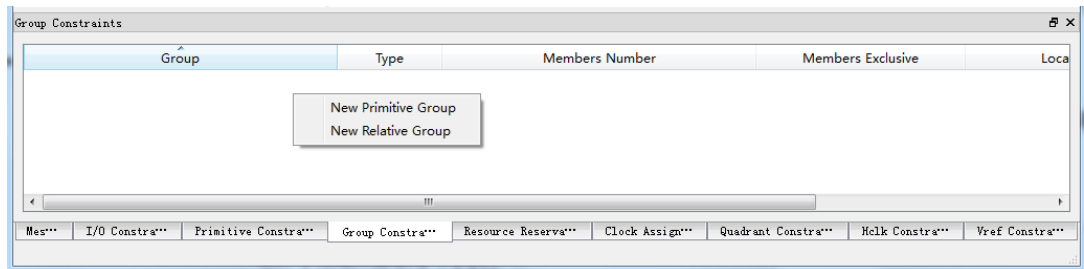 Group Constraints
Group Type Members Number Members Exclusive Loca
New Primitive Group
New Relative Group
Mes··· I/O Constra··· Primitive Constra··· Group Constra··· Resource Reserva··· Clock Assign··· Quadrant Constra··· Hclk Constra··· Vref Constra···